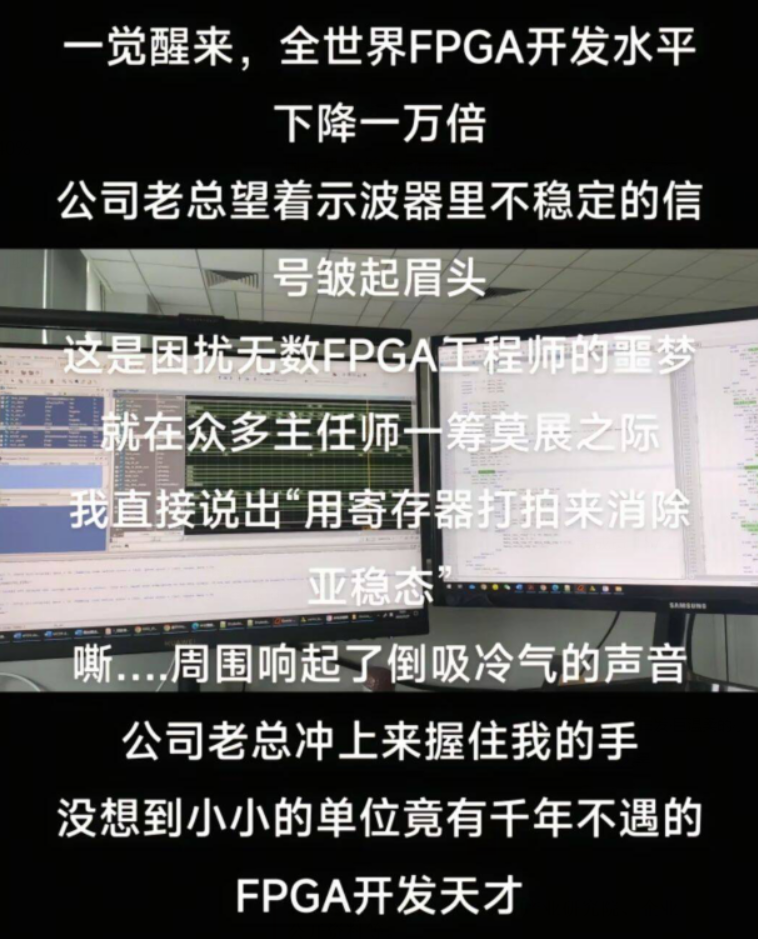 一觉醒来，全世界FPGA开发水平
下降一万倍
公司老总望着示波器里不稳定的信
号皱起眉头
这是困扰无数FPGA工程师的噩梦
就在众多主任师一筹莫展之际
我直接说出“用寄存器打拍来消除
亚稳态”
嘶....周围响起了倒吸冷气的声音
公司老总冲上来握住我的手
没想到小小的单位竟有千年不遇的
FPGA开发天才
SAMSUNG